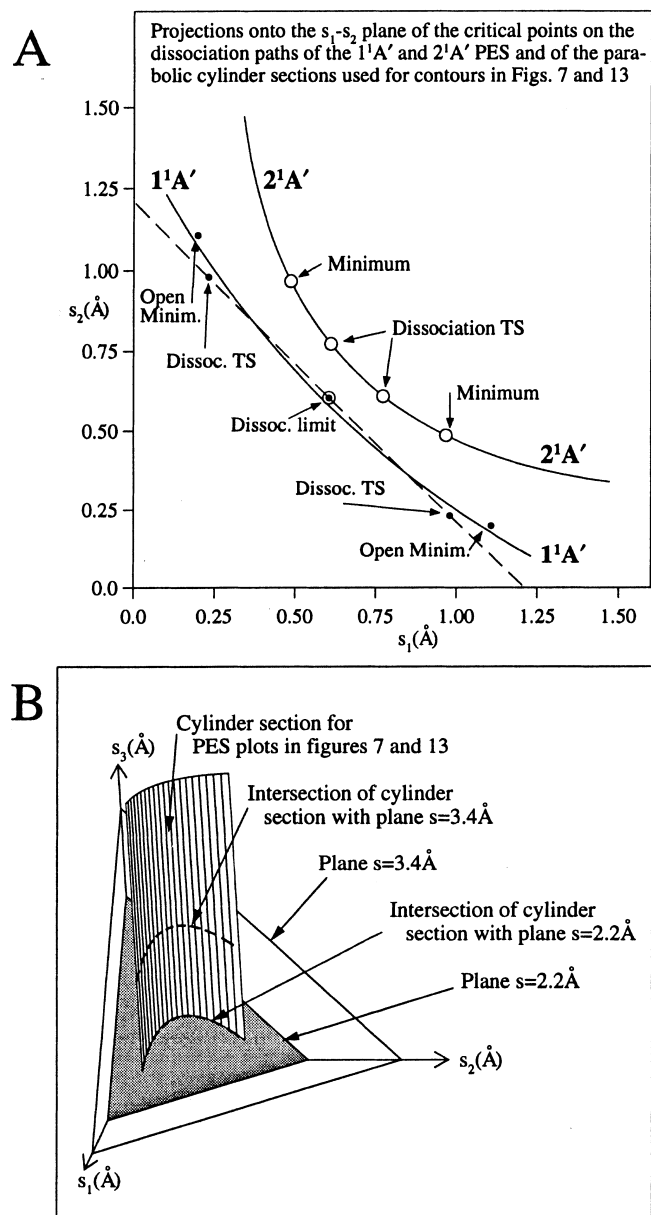 A
Projections onto the s₁-s₂ plane of the critical points on the
dissociation paths of the 1¹A′ and 2¹A′ PES and of the para-
bolic cylinder sections used for contours in Figs. 7 and 13
1.50
1.25
1.00
s₂(Å)
0.75
0.50
0.25
0.0
1¹A′
2¹A′
Minimum
Open
Minim.
Dissoc. TS
Dissociation TS
Dissoc. limit
Minimum
2¹A′
Dissoc. TS
Open Minim.
1¹A′
0.0 0.25 0.50 0.75 1.00 1.25 1.50
s₁(Å)
B
Cylinder section for
PES plots in figures 7 and 13
s₃(Å)
Intersection of cylinder
section with plane s=3.4Å
Plane s=3.4Å
Intersection of cylinder
section with plane s=2.2Å
Plane s=2.2Å
s₂(Å)
s₁(Å)